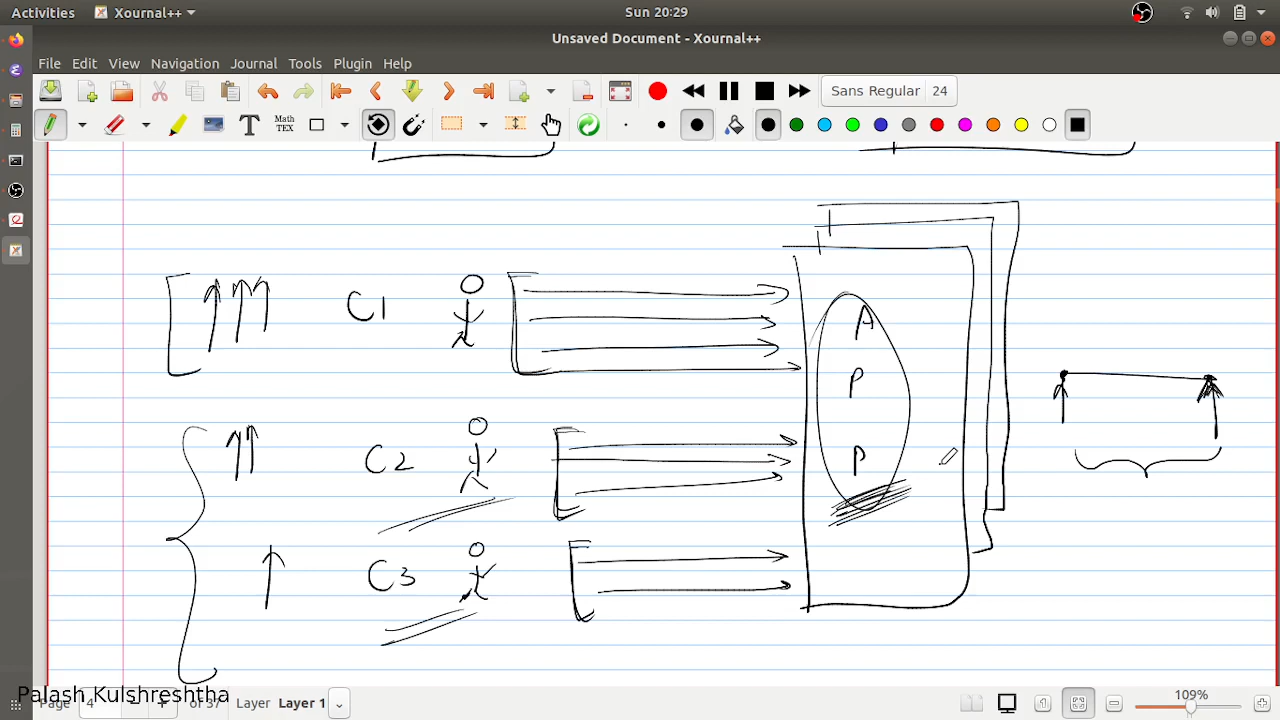 Activities Xournal++ Sun 20:29
Unsaved Document - Xournal++
File Edit View Navigation Journal Tools Plugin Help
Sans Regular 24
Math TEX
C1
A
P
P
C2
C3
Palash Kulshreshtha
Page 4 of 37 Layer Layer 1 109%